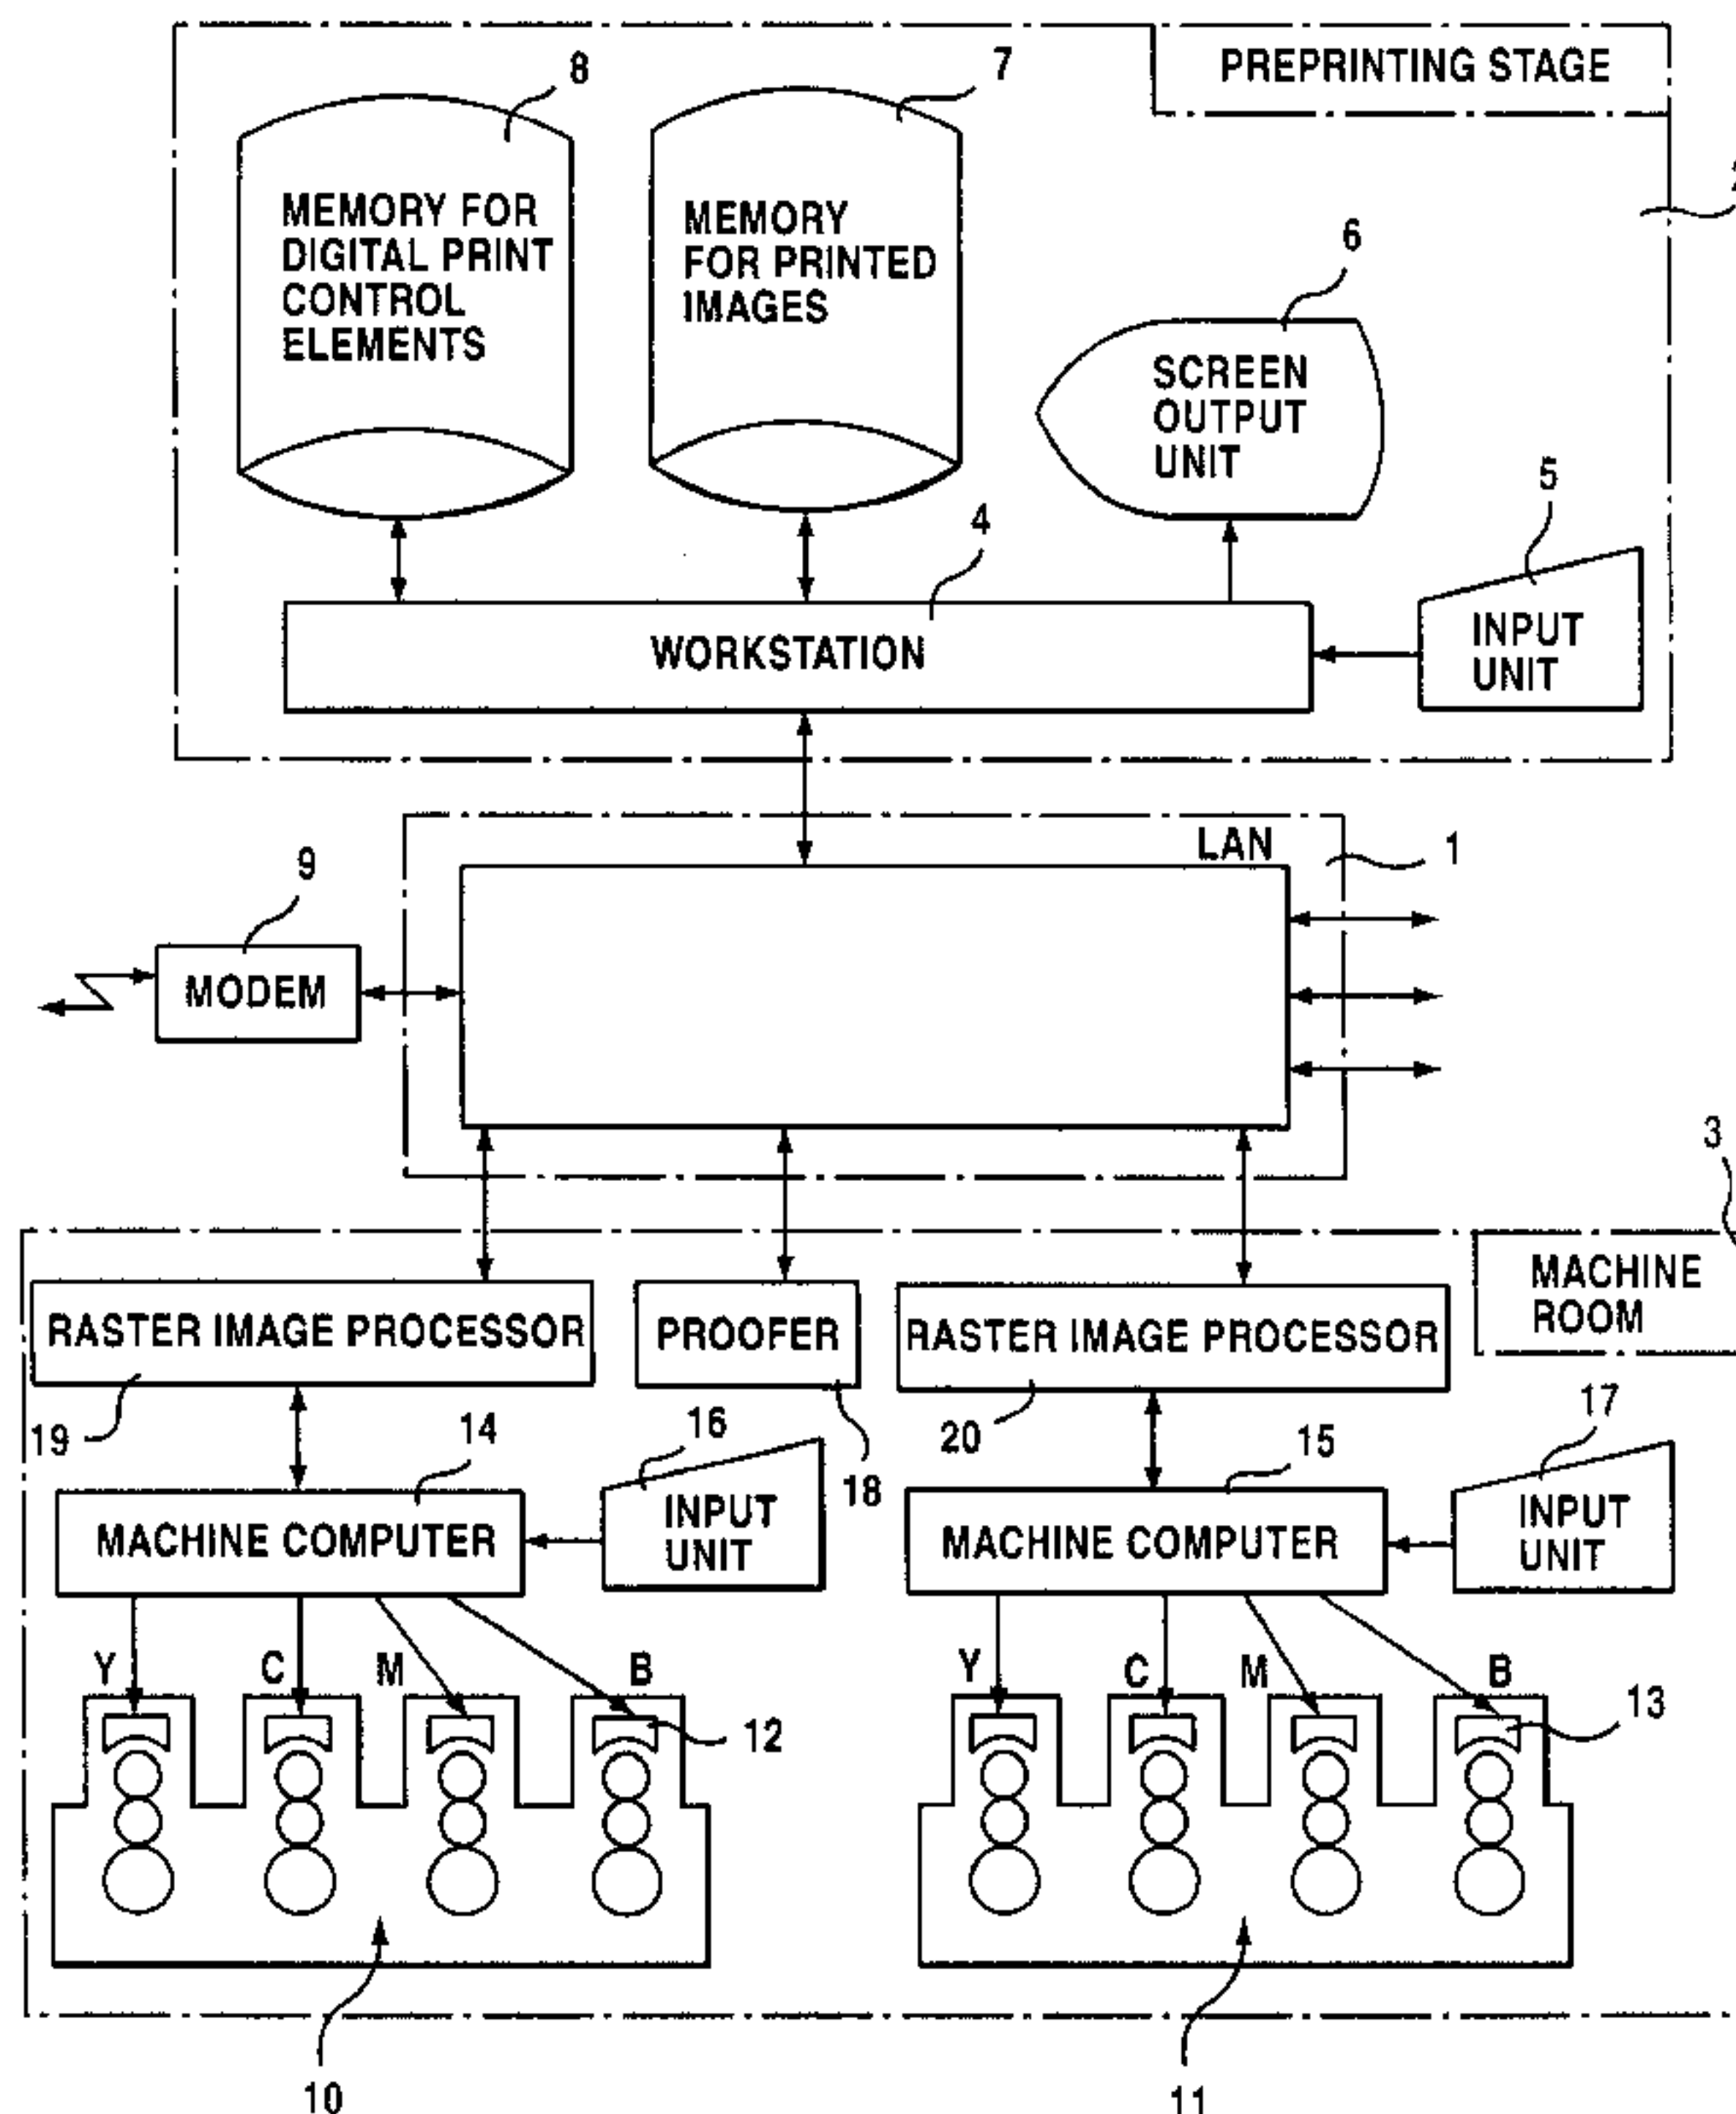 PREPRINTING STAGE
8
7
2
MEMORY FOR
DIGITAL PRINT
CONTROL
ELEMENTS
MEMORY
FOR PRINTED
IMAGES
6
SCREEN
OUTPUT
UNIT
5
4
WORKSTATION
INPUT
UNIT
LAN
1
9
MODEM
3
MACHINE
ROOM
RASTER IMAGE PROCESSOR
PROOFER
RASTER IMAGE PROCESSOR
19
14
16
18
20
15
17
MACHINE COMPUTER
INPUT
UNIT
MACHINE COMPUTER
INPUT
UNIT
Y
C
M
B
Y
C
M
B
12
13
10
11